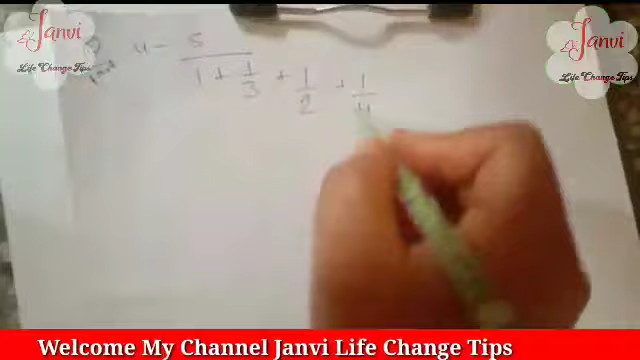 Janvi
Life Change Tips
Janvi
Life Change Tips
4 - 5
1 + 1/3 + 1/2 + 1/4
Welcome My Channel Janvi Life Change Tips